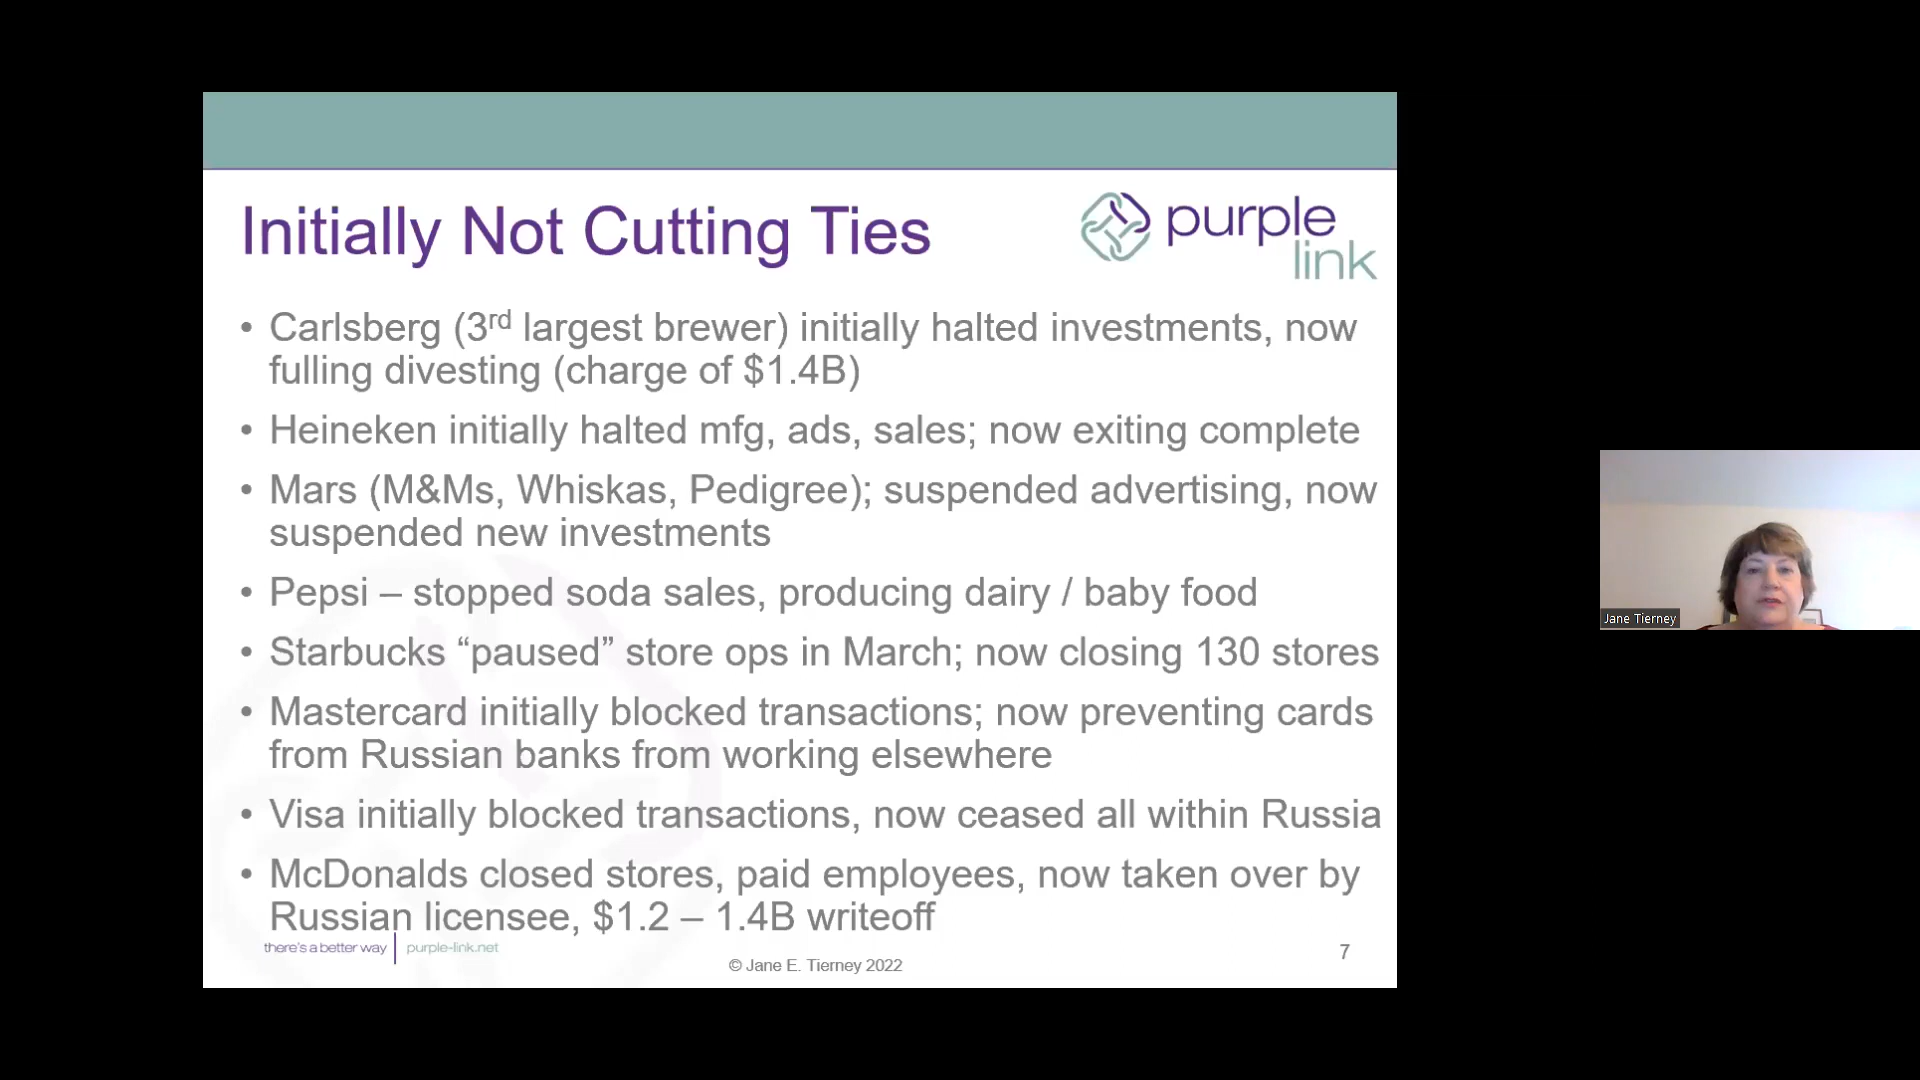 Initially Not Cutting Ties
purple
link
• Carlsberg (3rd largest brewer) initially halted investments, now
fulling divesting (charge of $1.4B)
• Heineken initially halted mfg, ads, sales; now exiting complete
• Mars (M&Ms, Whiskas, Pedigree); suspended advertising, now
suspended new investments
• Pepsi – stopped soda sales, producing dairy / baby food
• Starbucks “paused” store ops in March; now closing 130 stores
• Mastercard initially blocked transactions; now preventing cards
from Russian banks from working elsewhere
• Visa initially blocked transactions, now ceased all within Russia
• McDonalds closed stores, paid employees, now taken over by
Russian licensee, $1.2 – 1.4B writeoff
there's a better way | purple-link.net
© Jane E. Tierney 2022
7
Jane Tierney